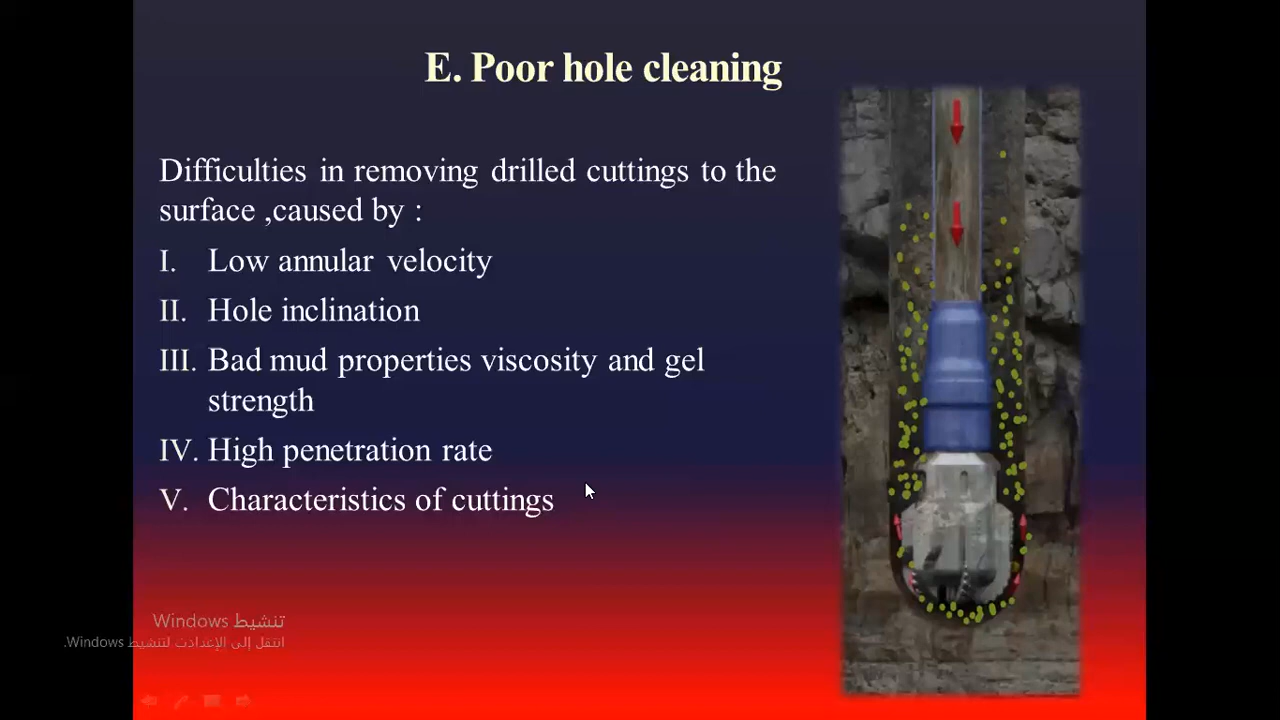 E. Poor hole cleaning
Difficulties in removing drilled cuttings to the
surface ,caused by :
I. Low annular velocity
II. Hole inclination
III. Bad mud properties viscosity and gel
strength
IV. High penetration rate
V. Characteristics of cuttings
تنشيط Windows
انتقل إلى الإعدادات لتنشيط Windows.